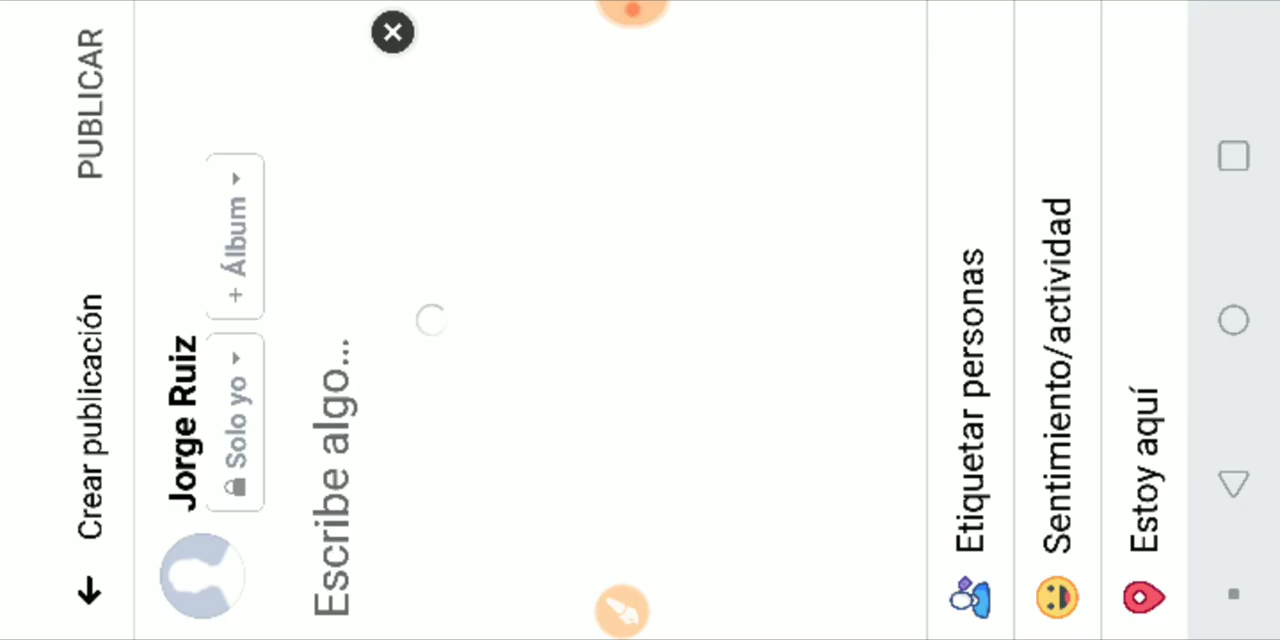 Crear publicación
PUBLICAR
Jorge Ruiz
Solo yo
+ Álbum
Escribe algo...
Etiquetar personas
Sentimiento/actividad
Estoy aquí